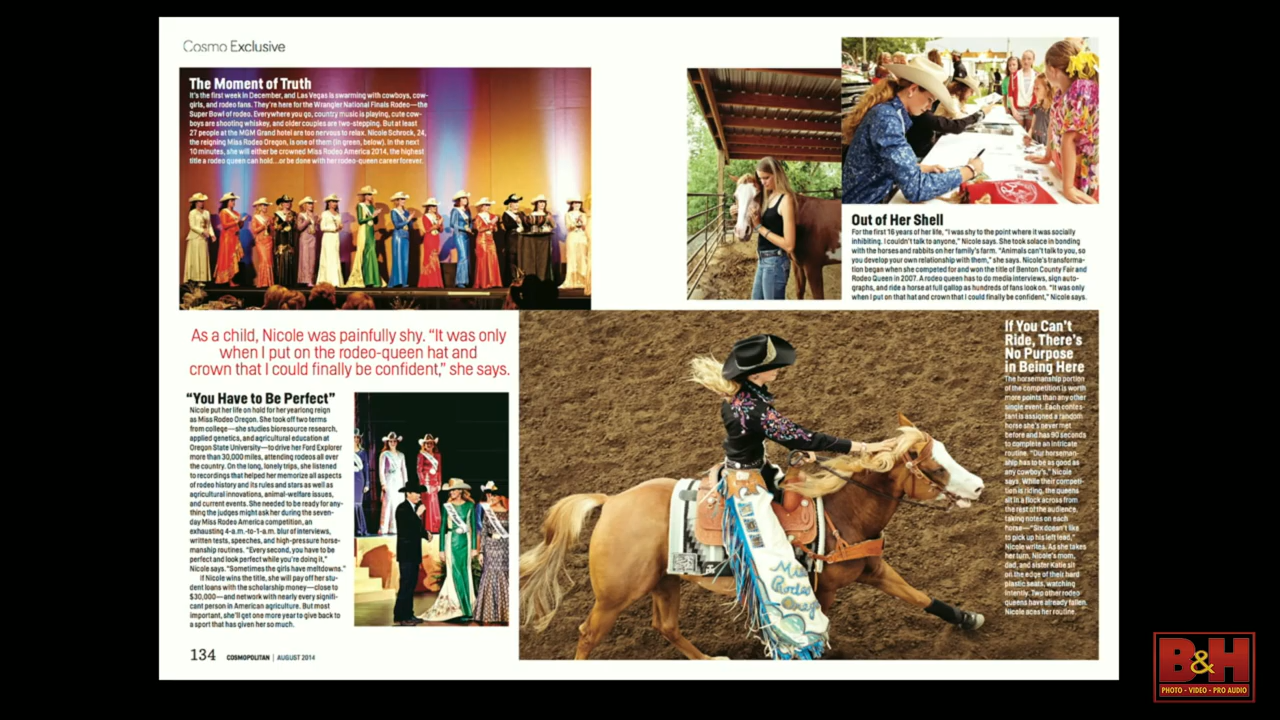 Cosmo Exclusive
The Moment of Truth
It's the first week in December, and Las Vegas is swarming with cowboys, cow-
girls, and rodeo fans. They're here for the Wrangler National Finals Rodeo—the
Super Bowl of rodeo. Everywhere you go, country music is playing, cute cow-
boys are shooting whiskey, and older couples are two-stepping. But at least
27 people at the MGM Grand hotel are too nervous to relax. Nicole Schrock, 24,
the reigning Miss Rodeo Oregon, is one of them (in green, below). In the next
10 minutes, she will either be crowned Miss Rodeo America 2014, the highest
title a rodeo queen can hold...or be done with her rodeo-queen career forever.
Out of Her Shell
For the first 16 years of her life, "I was shy to the point where it was socially
inhibiting. I couldn't talk to anyone," Nicole says. She took solace in bonding
with the horses and rabbits on her family's farm. "Animals can't talk to you, so
you develop your own relationship with them," she says. Nicole's transforma-
tion began when she competed for and won the title of Benton County Fair and
Rodeo Queen in 2007. A rodeo queen has to do media interviews, sign auto-
graphs, and ride a horse at full gallop as hundreds of fans look on. "It was only
when I put on that hat and crown that I could finally be confident," Nicole says.
As a child, Nicole was painfully shy. "It was only
when I put on the rodeo-queen hat and
crown that I could finally be confident," she says.
"You Have to Be Perfect"
Nicole put her life on hold for her yearlong reign
as Miss Rodeo Oregon. She took off two terms
from college—she studies bioresource research,
applied genetics, and agricultural education at
Oregon State University—to drive her Ford Explorer
more than 30,000 miles, attending rodeos all over
the country. On the long, lonely trips, she listened
to recordings that helped her memorize all aspects
of rodeo history and its rules and stars as well as
agricultural innovations, animal-welfare issues,
and current events. She needed to be ready for any-
thing the judges might ask her during the seven-
day Miss Rodeo America competition, an
exhausting 4-a.m.-to-1-a.m. blur of interviews,
written tests, speeches, and high-pressure horse-
manship routines. "Every second, you have to be
perfect and look perfect while you're doing it,"
Nicole says. "Sometimes the girls have meltdowns."
If Nicole wins the title, she will pay off her stu-
dent loans with the scholarship money—close to
$30,000—and network with nearly every signifi-
cant person in American agriculture. But most
important, she'll get one more year to give back to
a sport that has given her so much.
If You Can't
Ride, There's
No Purpose
in Being Here
The horsemanship portion
of the competition is worth
more points than any other
single event. Each contes-
tant is assigned a random
horse she's never met
before and has 90 seconds
to complete an intricate
routine. "Our horseman-
ship has to be as good as
any cowboy's," Nicole
says. While their competi-
tion is riding, the queens
sit in a flock across from
the rest of the audience,
taking notes on each
horse—"Six doesn't like
to pick up his left lead,"
Nicole writes. As she takes
her turn, Nicole's mom,
dad, and sister Katie sit
on the edge of their hard
plastic seats, watching
intently. Two other rodeo
queens have already fallen.
Nicole aces her routine.
Miss
Rodeo
Oregon
134 COSMOPOLITAN | AUGUST 2014
B&H
PHOTO - VIDEO - PRO AUDIO